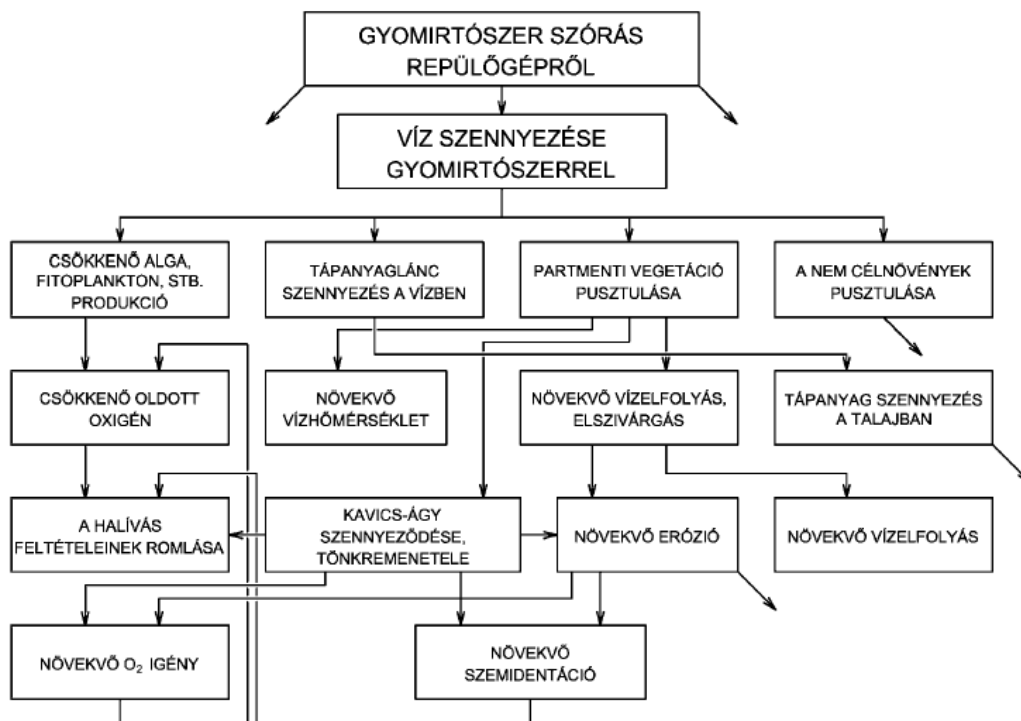 GYOMIRTÓSZER SZÓRÁS
REPÜLŐGÉPRŐL
VÍZ SZENNYEZÉSE
GYOMIRTÓSZERREL
CSÖKKENŐ ALGA,
FITOPLANKTON, STB.
PRODUKCIÓ
TÁPANYAGLÁNC
SZENNYEZÉS A VÍZBEN
PARTMENTI VEGETÁCIÓ
PUSZTULÁSA
A NEM CÉLNÖVÉNYEK
PUSZTULÁSA
CSÖKKENŐ OLDOTT
OXIGÉN
NÖVEKVŐ
VÍZHŐMÉRSÉKLET
NÖVEKVŐ VÍZELFOLYÁS,
ELSZIVÁRGÁS
TÁPANYAG SZENNYEZÉS
A TALAJBAN
A HALÍVÁS
FELTÉTELEINEK ROMLÁSA
KAVICS-ÁGY
SZENNYEZŐDÉSE,
TÖNKREMENETELE
NÖVEKVŐ ERÓZIÓ
NÖVEKVŐ VÍZELFOLYÁS
NÖVEKVŐ O₂ IGÉNY
NÖVEKVŐ
SZEMIDENTÁCIÓ